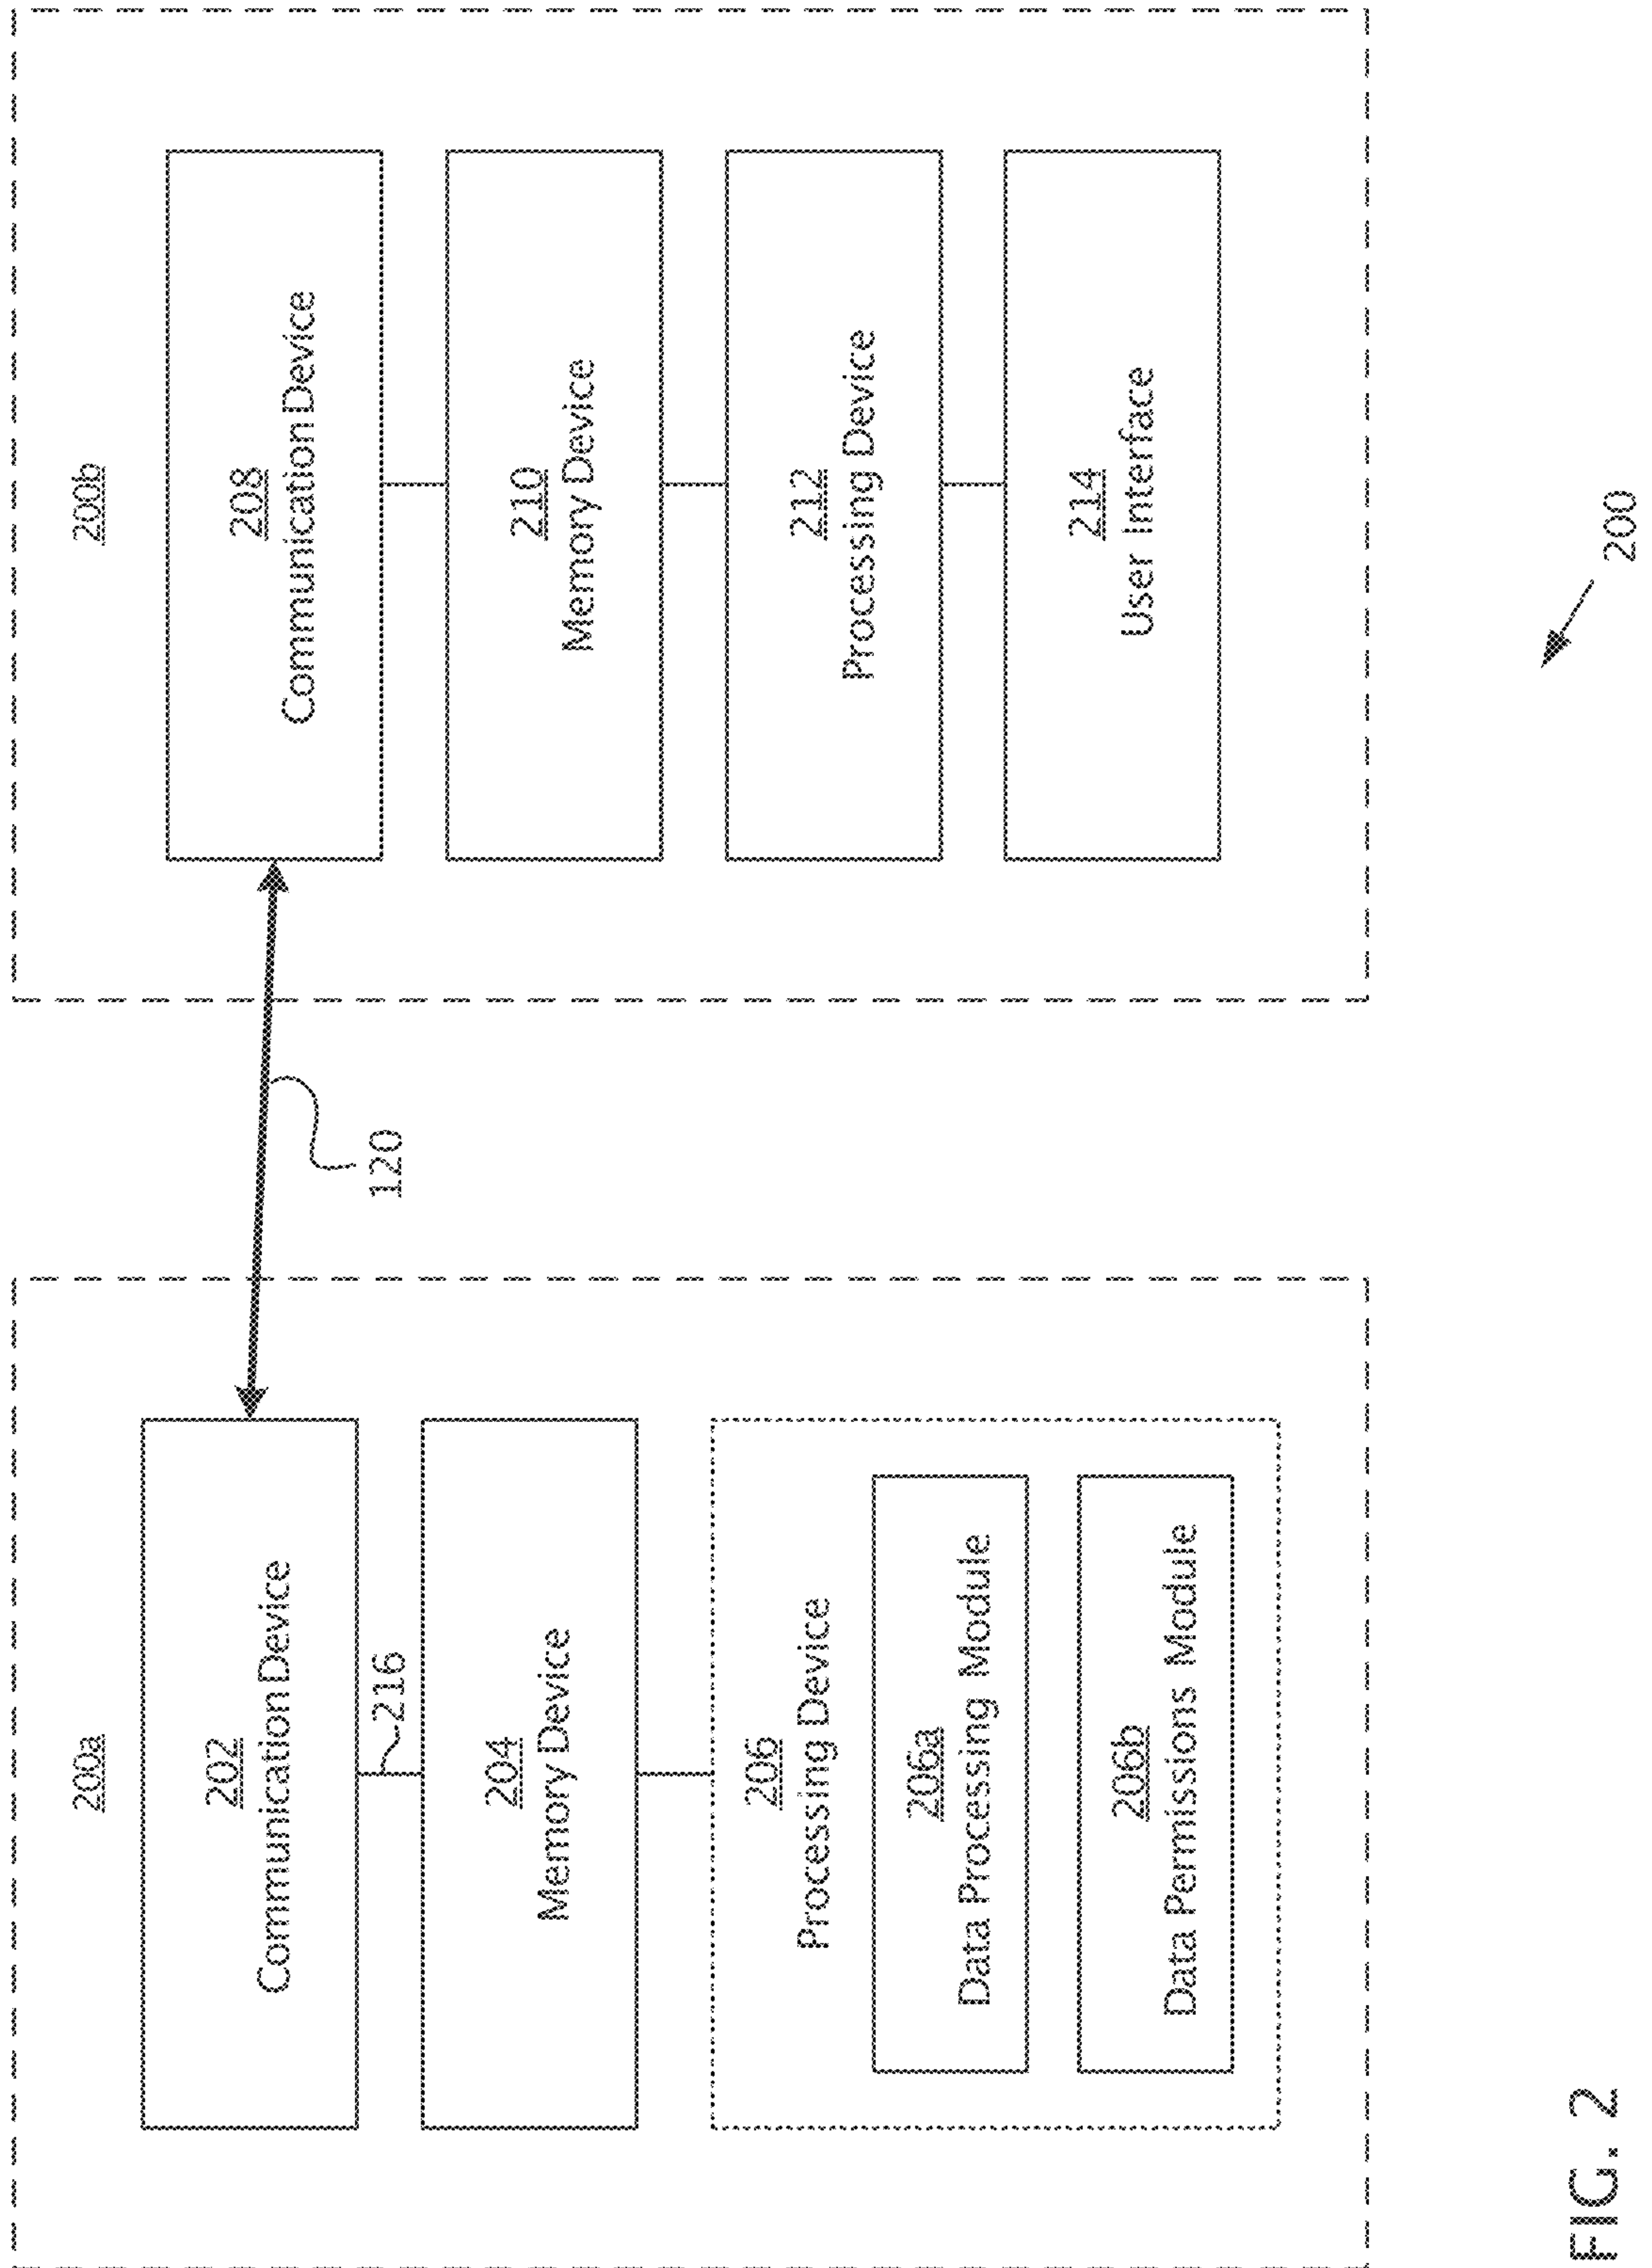 200a
202
Communication Device
216
204
Memory Device
206
Processing Device
206a
Data Processing Module
206b
Data Permissions Module
120
200b
208
Communication Device
210
Memory Device
212
Processing Device
214
User Interface
200
FIG. 2